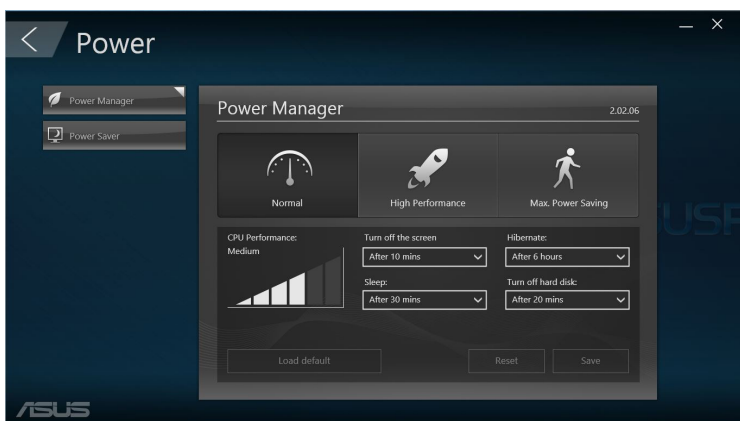 Power
Power Manager
Power Saver
Power Manager
2.02.06
Normal
High Performance
Max. Power Saving
CPU Performance:
Medium
Turn off the screen
After 10 mins
Hibernate:
After 6 hours
Sleep:
After 30 mins
Turn off hard disk:
After 20 mins
Load default
Reset
Save
ASUS